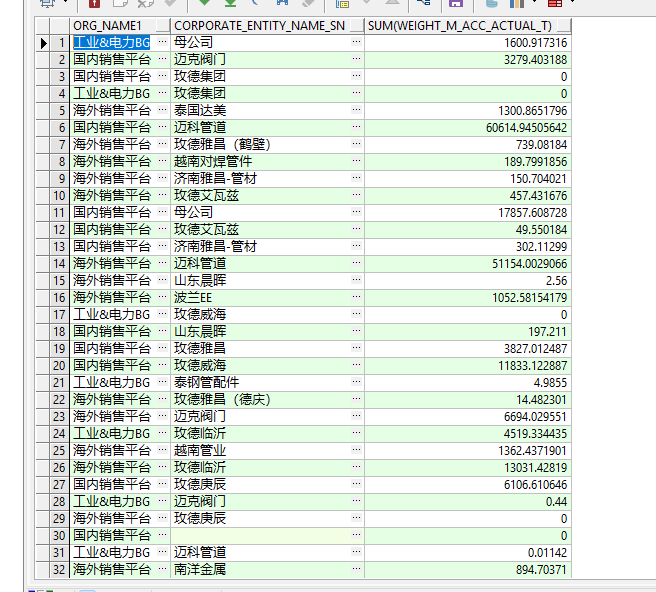 ORG_NAME1 CORPORATE_ENTITY_NAME_SN SUM(WEIGHT_M_ACC_ACTUAL_T)
1 工业&电力BG 母公司 1600.917316
2 国内销售平台 迈克阀门 3279.403188
3 国内销售平台 玫德集团 0
4 工业&电力BG 玫德集团 0
5 海外销售平台 泰国达美 1300.8651796
6 国内销售平台 迈科管道 60614.94505642
7 海外销售平台 玫德雅昌（鹤壁） 739.08184
8 海外销售平台 越南对焊管件 189.7991856
9 海外销售平台 济南雅昌-管材 150.704021
10 海外销售平台 玫德艾瓦兹 457.431676
11 国内销售平台 母公司 17857.608728
12 国内销售平台 玫德艾瓦兹 49.550184
13 国内销售平台 济南雅昌-管材 302.11299
14 海外销售平台 迈科管道 51154.0029066
15 海外销售平台 山东晨晖 2.56
16 海外销售平台 波兰EE 1052.58154179
17 工业&电力BG 玫德威海 0
18 国内销售平台 山东晨晖 197.211
19 国内销售平台 玫德雅昌 3827.012487
20 国内销售平台 玫德威海 11833.122887
21 工业&电力BG 泰钢管配件 4.9855
22 海外销售平台 玫德雅昌（德庆） 14.482301
23 海外销售平台 迈克阀门 6694.029551
24 工业&电力BG 玫德临沂 4519.334435
25 海外销售平台 越南管业 1362.4371901
26 海外销售平台 玫德临沂 13031.42819
27 国内销售平台 玫德庚辰 6106.610646
28 工业&电力BG 迈克阀门 0.44
29 海外销售平台 玫德庚辰 0
30 国内销售平台 0
31 工业&电力BG 迈科管道 0.01142
32 海外销售平台 南洋金属 894.70371